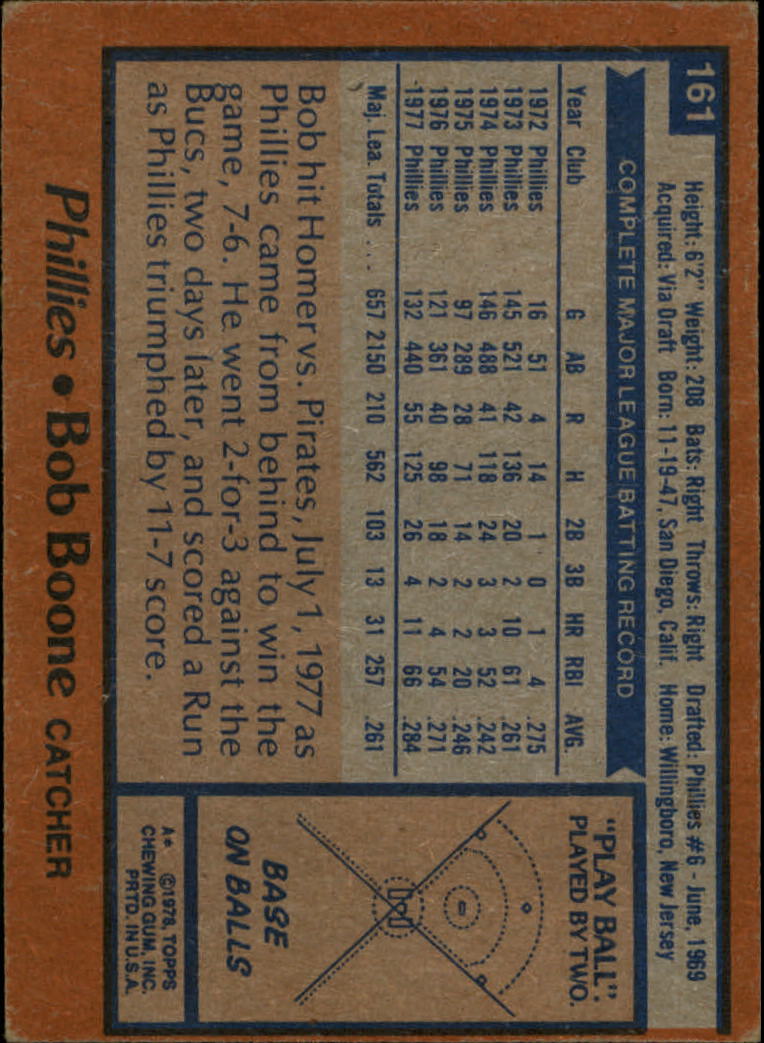 161
Height: 6'2" Weight: 208 Bats: Right Throws: Right Drafted: Phillies #6 - June, 1969
Acquired: Via Draft Born: 11-19-47, San Diego, Calif. Home: Willingboro, New Jersey
COMPLETE MAJOR LEAGUE BATTING RECORD
Year Club G AB R H 2B 3B HR RBI AVG.
1972 Phillies 16 51 4 14 1 0 1 4 .275
1973 Phillies 145 521 42 136 20 2 10 61 .261
1974 Phillies 146 488 41 118 24 3 3 52 .242
1975 Phillies 97 289 28 71 14 2 2 20 .246
1976 Phillies 121 361 40 98 18 2 4 54 .271
1977 Phillies 132 440 55 125 26 4 11 66 .284
Maj. Lea. Totals ... 657 2150 210 562 103 13 31 257 .261
Bob hit Homer vs. Pirates, July 1, 1977 as
Phillies came from behind to win the
game, 7-6. He went 2-for-3 against the
Bucs, two days later, and scored a Run
as Phillies triumphed by 11-7 score.
"PLAY BALL":
PLAYED BY TWO.
BASE
ON BALLS
A* ©1978, TOPPS
CHEWING GUM, INC.
PRTD. IN U.S.A.
Phillies • Bob Boone CATCHER